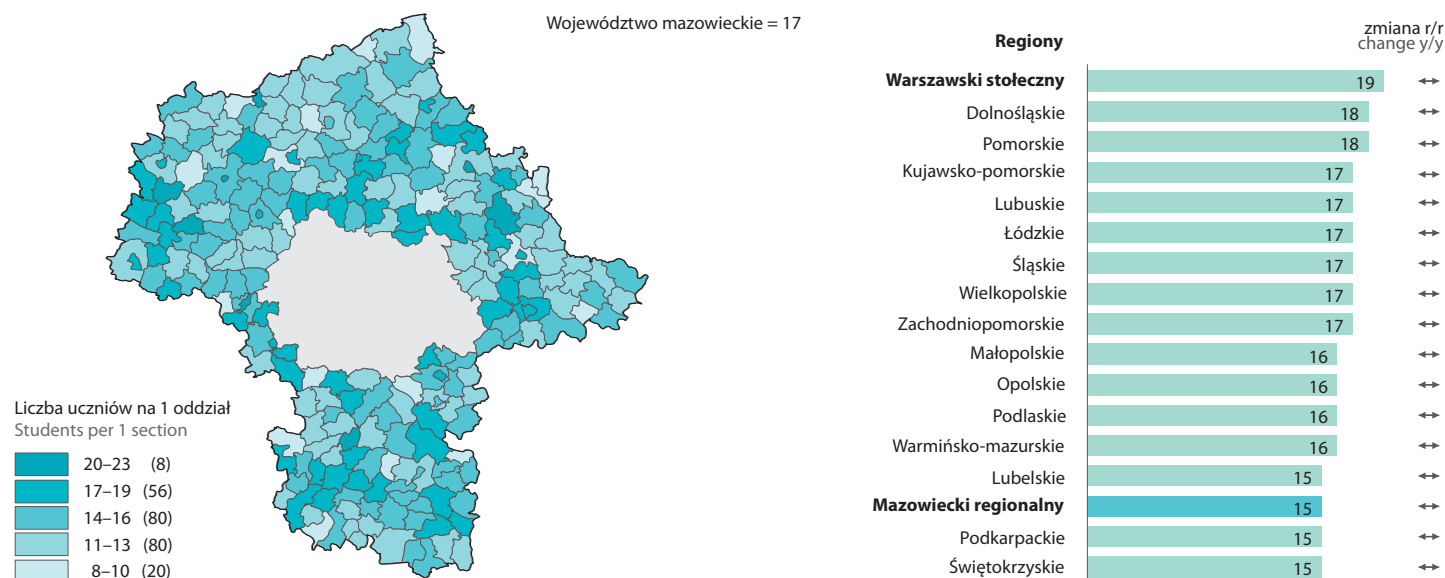 Województwo mazowieckie = 17
Liczba uczniów na 1 oddział
Students per 1 section
20–23 (8)
17–19 (56)
14–16 (80)
11–13 (80)
8–10 (20)
Regiony
zmiana r/r
change y/y
Warszawski stołeczny 19 ↔
Dolnośląskie 18 ↔
Pomorskie 18 ↔
Kujawsko-pomorskie 17 ↔
Lubuskie 17 ↔
Łódzkie 17 ↔
Śląskie 17 ↔
Wielkopolskie 17 ↔
Zachodniopomorskie 17 ↔
Małopolskie 16 ↔
Opolskie 16 ↔
Podlaskie 16 ↔
Warmińsko-mazurskie 16 ↔
Lubelskie 15 ↔
Mazowiecki regionalny 15 ↔
Podkarpackie 15 ↔
Świętokrzyskie 15 ↔